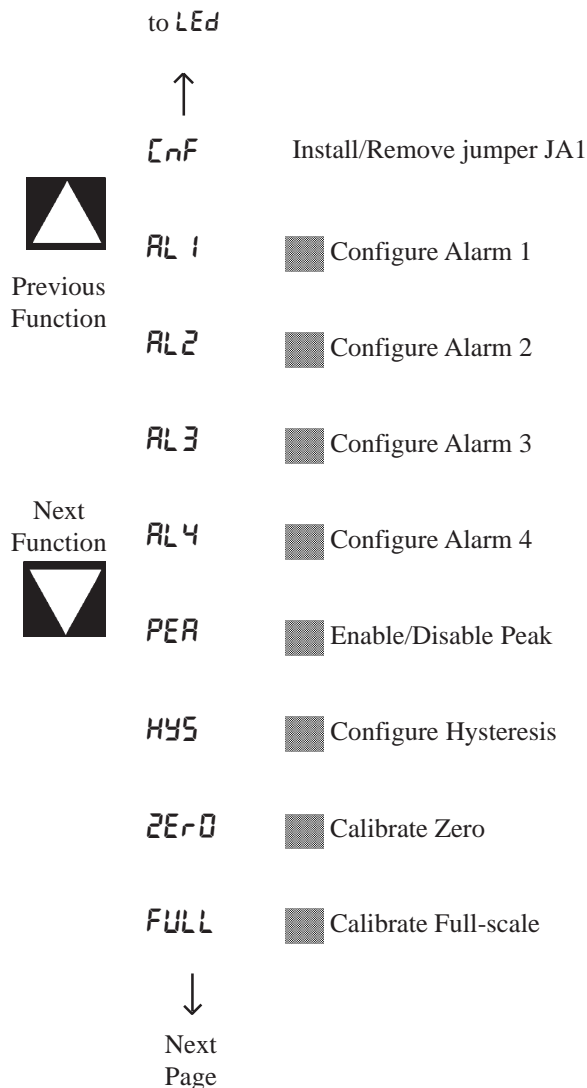 to LEd
CnF Install/Remove jumper JA1
AL 1 Configure Alarm 1
Previous
Function
AL2 Configure Alarm 2
AL3 Configure Alarm 3
Next
Function
AL4 Configure Alarm 4
PEA Enable/Disable Peak
HYS Configure Hysteresis
ZEr0 Calibrate Zero
FULL Calibrate Full-scale
Next
Page